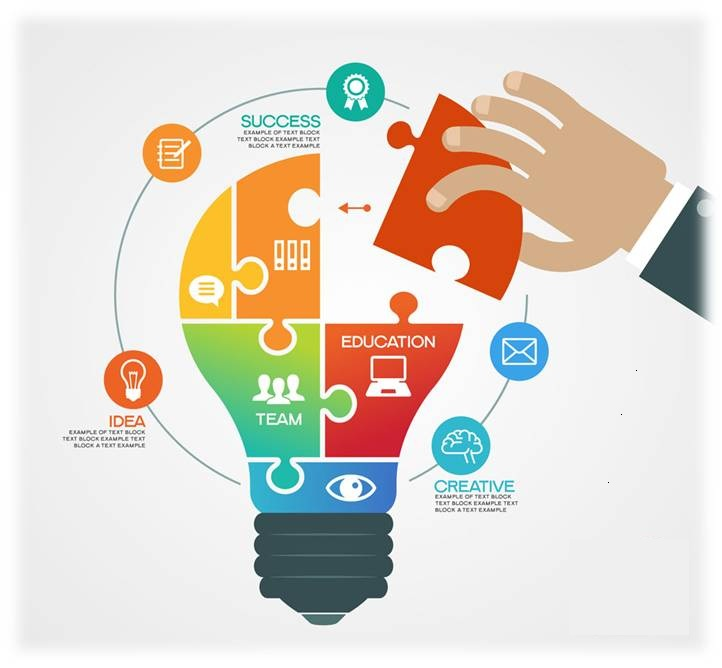 SUCCESS
EXAMPLE OF TEXT BLOCK
TEXT BLOCK EXAMPLE TEXT
BLOCK A TEXT EXAMPLE
EDUCATION
TEAM
IDEA
EXAMPLE OF TEXT BLOCK
TEXT BLOCK EXAMPLE TEXT
BLOCK A TEXT EXAMPLE
CREATIVE
EXAMPLE OF TEXT BLOCK
TEXT BLOCK EXAMPLE TEXT
BLOCK A TEXT EXAMPLE